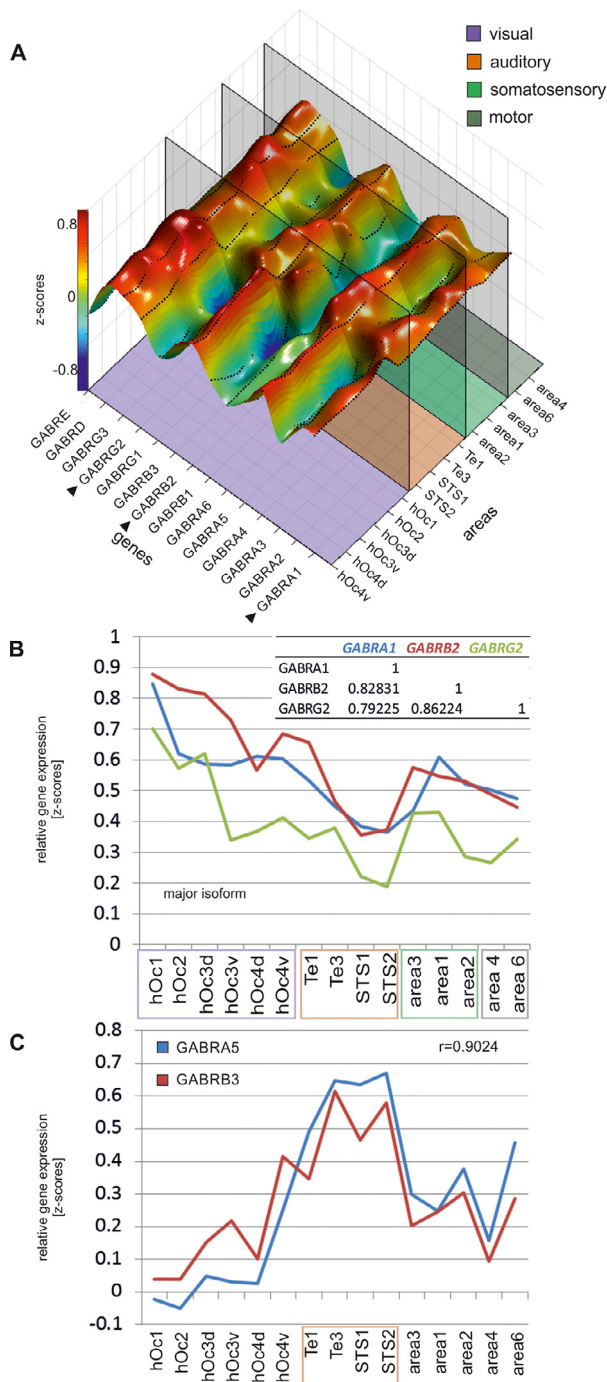 A
visual
auditory
somatosensory
motor
z-scores
0.8
0
-0.8
GABRE
GABRD
GABRG3
GABRG2
GABRG1
GABRB3
GABRB2
GABRB1
GABRA6
GABRA5
GABRA4
GABRA3
GABRA2
GABRA1
genes
area4
area6
area3
area1
area2
Te1
Te3
STS1
STS2
hOc1
hOc2
hOc3d
hOc3v
hOc4d
hOc4v
areas
B
relative gene expression
[z-scores]
1
0.9
0.8
0.7
0.6
0.5
0.4
0.3
0.2
0.1
0
GABRA1 GABRB2 GABRG2
GABRA1 1
GABRB2 0.82831 1
GABRG2 0.79225 0.86224 1
major isoform
hOc1 hOc2 hOc3d hOc3v hOc4d hOc4v Te1 Te3 STS1 STS2 area3 area1 area2 area 4 area 6
C
relative gene expression
[z-scores]
0.8
0.7
0.6
0.5
0.4
0.3
0.2
0.1
0
-0.1
GABRA5
GABRB3
r=0.9024
hOc1 hOc2 hOc3d hOc3v hOc4d hOc4v Te1 Te3 STS1 STS2 area3 area1 area2 area4 area6